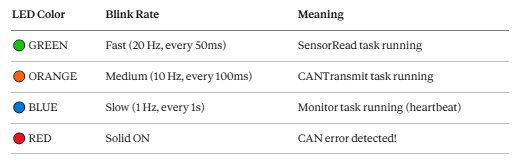 LED Color Blink Rate Meaning
GREEN Fast (20 Hz, every 50ms) SensorRead task running
ORANGE Medium (10 Hz, every 100ms) CANTransmit task running
BLUE Slow (1 Hz, every 1s) Monitor task running (heartbeat)
RED Solid ON CAN error detected!